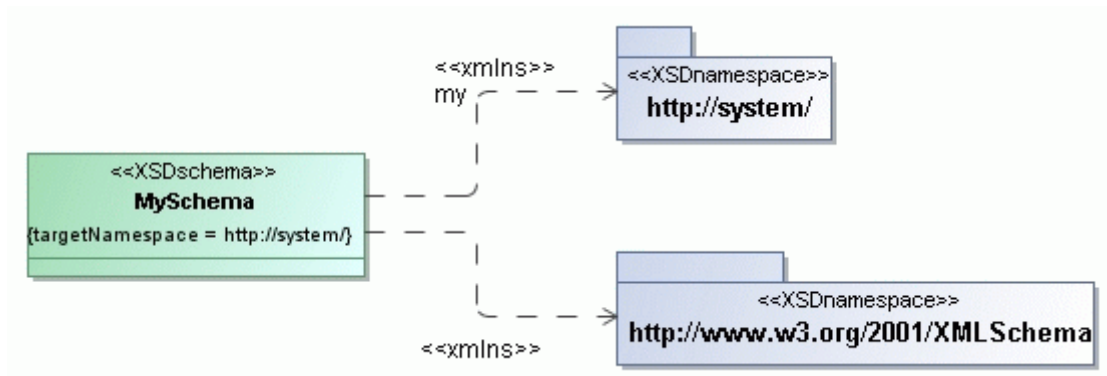 <<xmlns>>
my
<<XSDnamespace>>
http://system/
<<XSDschema>>
MySchema
{targetNamespace = http://system/}
<<xmlns>>
<<XSDnamespace>>
http://www.w3.org/2001/XMLSchema